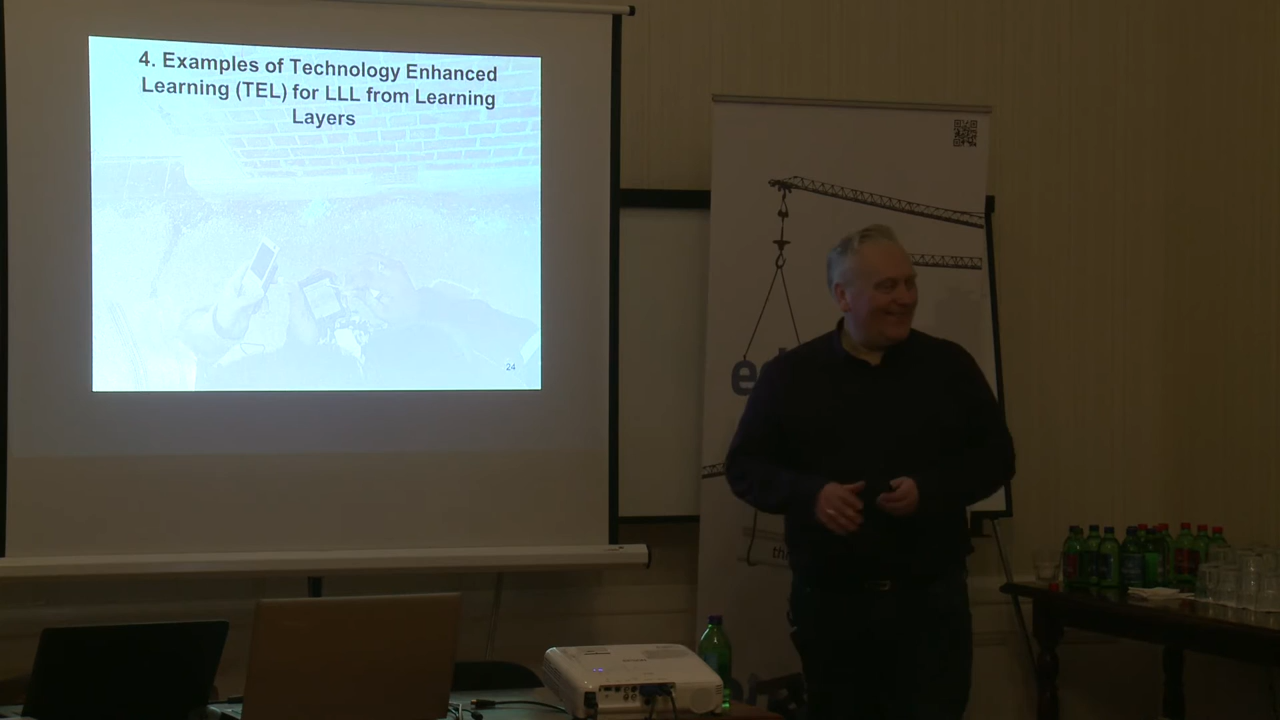 4. Examples of Technology Enhanced
Learning (TEL) for LLL from Learning
Layers
24